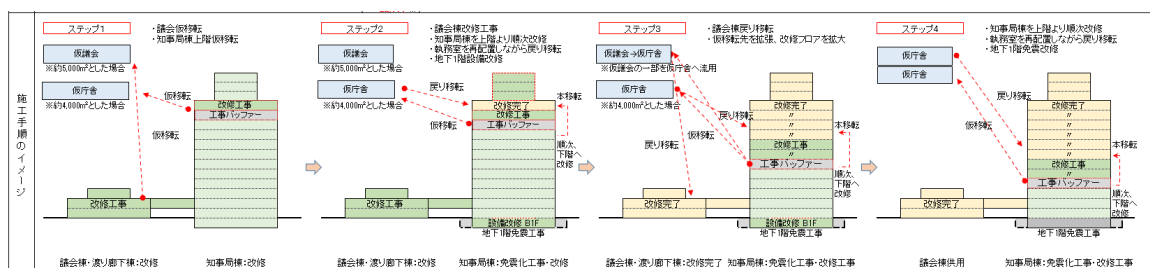 施工手順のイメージ
ステップ1
・議会仮移転
・知事局棟上階仮移転
仮議会
※約5,000㎡とした場合
仮庁舎
※約4,000㎡とした場合
仮移転
仮移転
改修工事
工事バッファー
改修工事
議会棟・渡り廊下棟:改修
知事局棟:改修
ステップ2
・議会棟改修工事
・知事局棟を上階より順次改修
・執務室を再配置しながら戻り移転
・地下1階設備改修
仮議会
※約5,000㎡とした場合
仮庁舎
※約4,000㎡とした場合
戻り移転
仮移転
改修完了
改修工事
工事バッファー
本移転
順次、
下階へ
改修
改修工事
設備改修 B1F
地下1階免震工事
議会棟・渡り廊下棟:改修
知事局棟:免震化工事・改修工事
ステップ3
・議会棟戻り移転
・仮移転先を拡張、改修フロアを拡大
仮議会→仮庁舎
※仮議会の一部を仮庁舎へ流用
仮庁舎
※約4,000㎡とした場合
戻り移転
仮移転
戻り移転
改修完了
〃
〃
改修工事
〃
工事バッファー
本移転
順次、
下階へ
改修
改修完了
設備改修 B1F
地下1階免震工事
議会棟・渡り廊下棟:改修完了
知事局棟:免震化工事・改修工事
ステップ4
・知事局棟を上階より順次改修
・執務室を再配置しながら戻り移転
・地下1階免震改修
仮庁舎
仮庁舎
戻り移転
仮移転
改修完了
〃
〃
〃
〃
改修工事
〃
工事バッファー
本移転
順次、
下階へ
改修
改修完了
地下1階免震工事
議会棟供用
知事局棟:免震化工事・改修工事